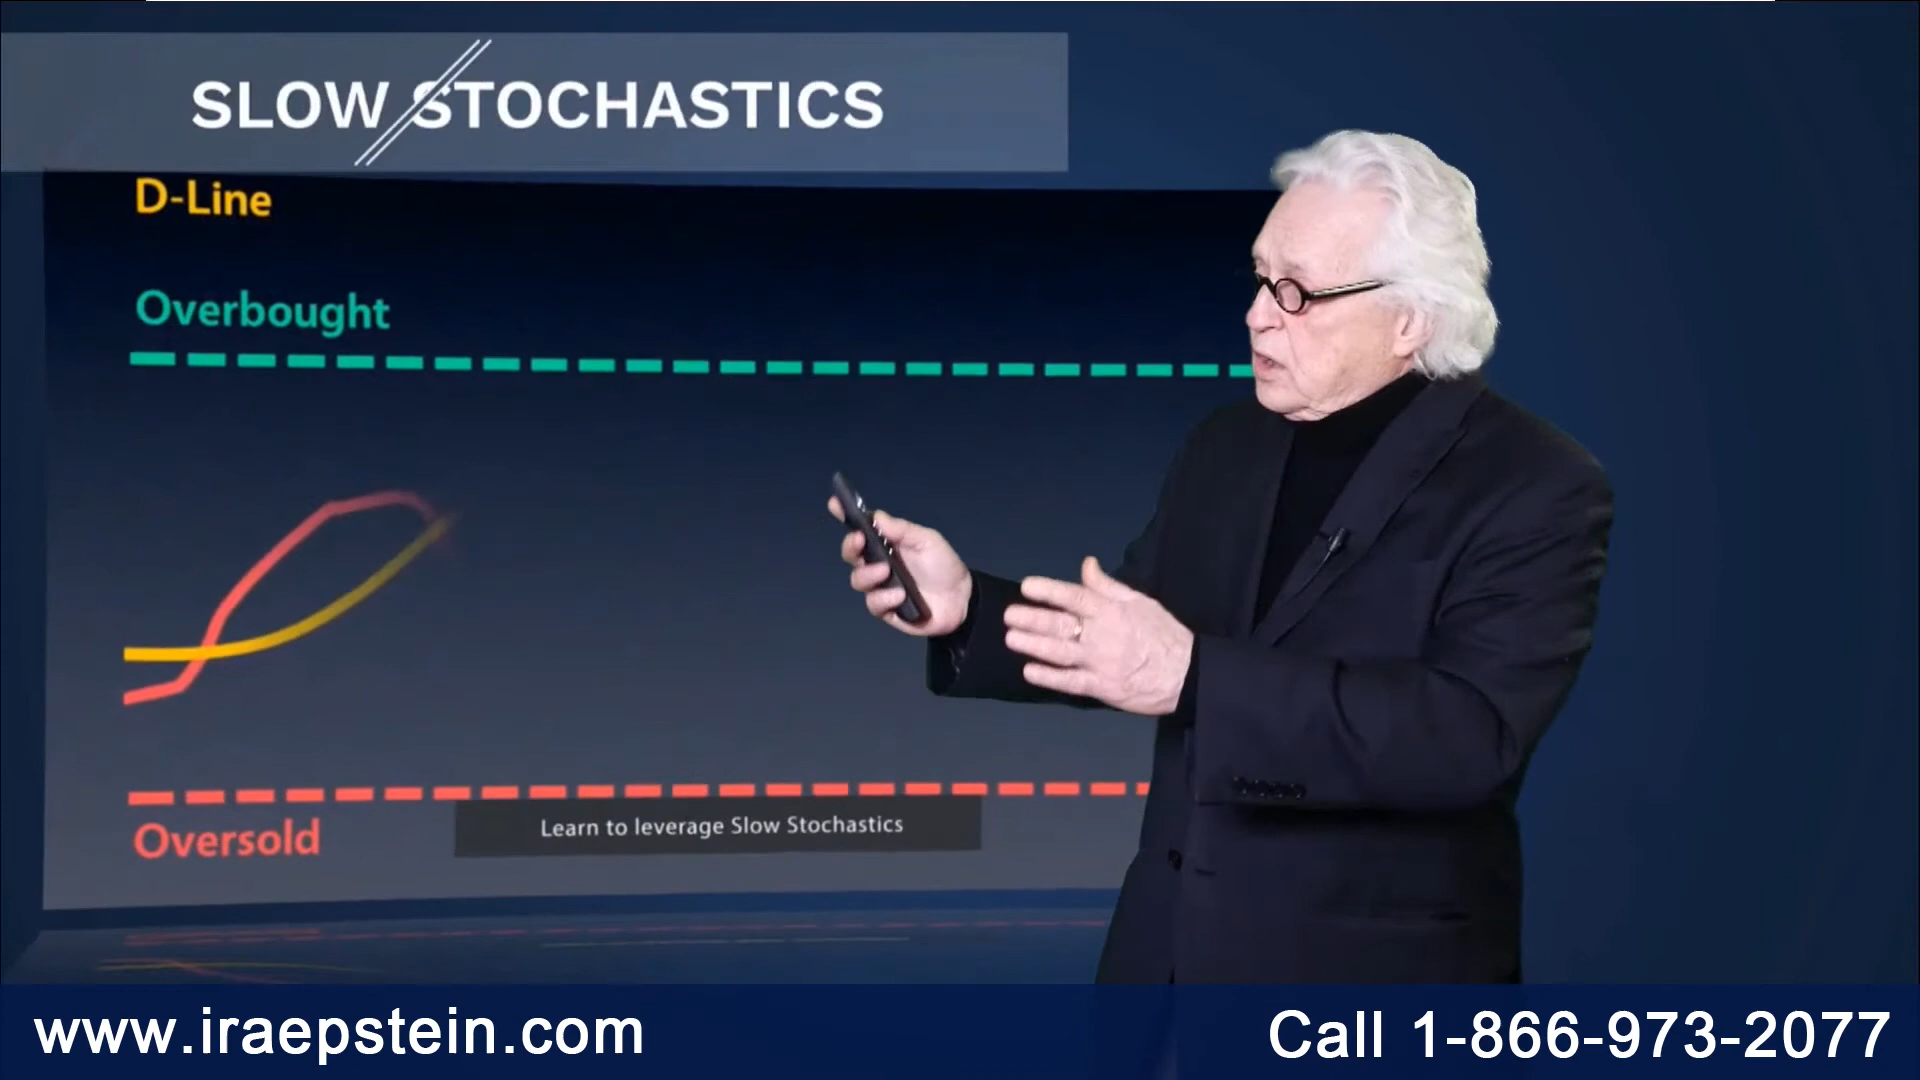 SLOW STOCHASTICS
D-Line
Overbought
Oversold
Learn to leverage Slow Stochastics
www.iraepstein.com
Call 1-866-973-2077